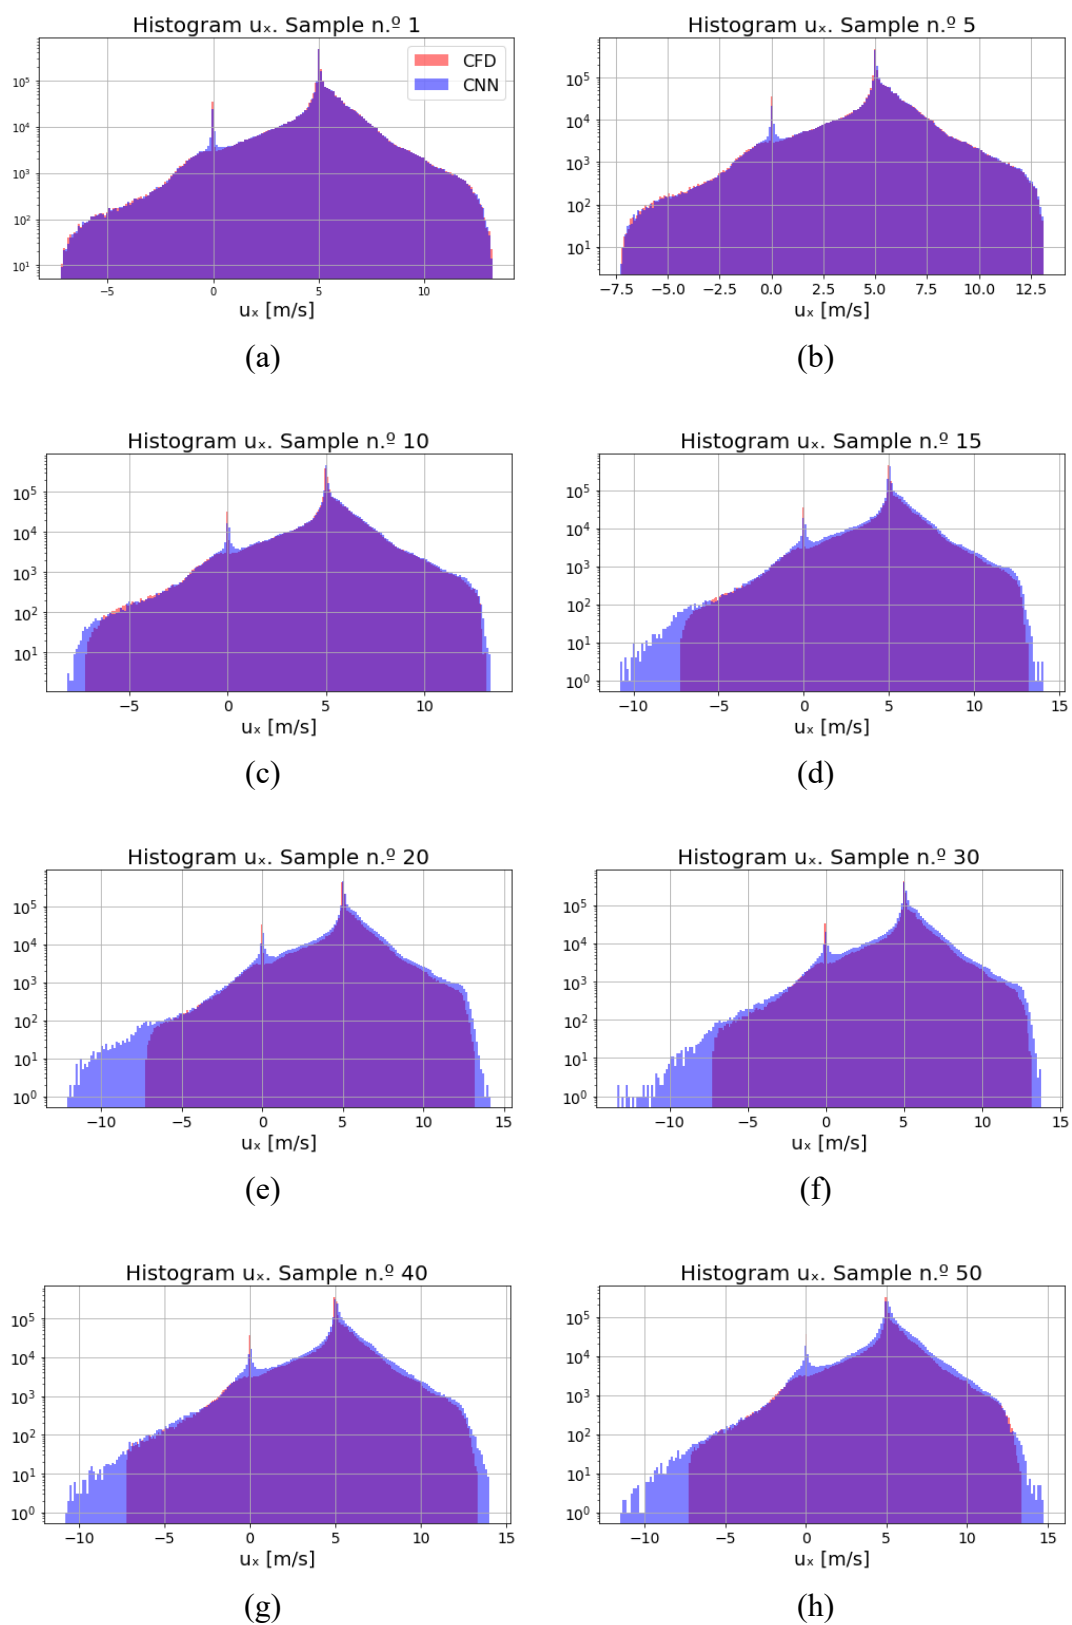 Histogram uₓ. Sample n.º 1
CFD
CNN
10⁵
10⁴
10³
10²
10¹
−5 0 5 10
uₓ [m/s]
(a)
Histogram uₓ. Sample n.º 5
10⁵
10⁴
10³
10²
10¹
−7.5 −5.0 −2.5 0.0 2.5 5.0 7.5 10.0 12.5
uₓ [m/s]
(b)
Histogram uₓ. Sample n.º 10
10⁵
10⁴
10³
10²
10¹
−5 0 5 10
uₓ [m/s]
(c)
Histogram uₓ. Sample n.º 15
10⁵
10⁴
10³
10²
10¹
10⁰
−10 −5 0 5 10 15
uₓ [m/s]
(d)
Histogram uₓ. Sample n.º 20
10⁵
10⁴
10³
10²
10¹
10⁰
−10 −5 0 5 10 15
uₓ [m/s]
(e)
Histogram uₓ. Sample n.º 30
10⁵
10⁴
10³
10²
10¹
10⁰
−10 −5 0 5 10 15
uₓ [m/s]
(f)
Histogram uₓ. Sample n.º 40
10⁵
10⁴
10³
10²
10¹
10⁰
−10 −5 0 5 10 15
uₓ [m/s]
(g)
Histogram uₓ. Sample n.º 50
10⁵
10⁴
10³
10²
10¹
10⁰
−10 −5 0 5 10 15
uₓ [m/s]
(h)